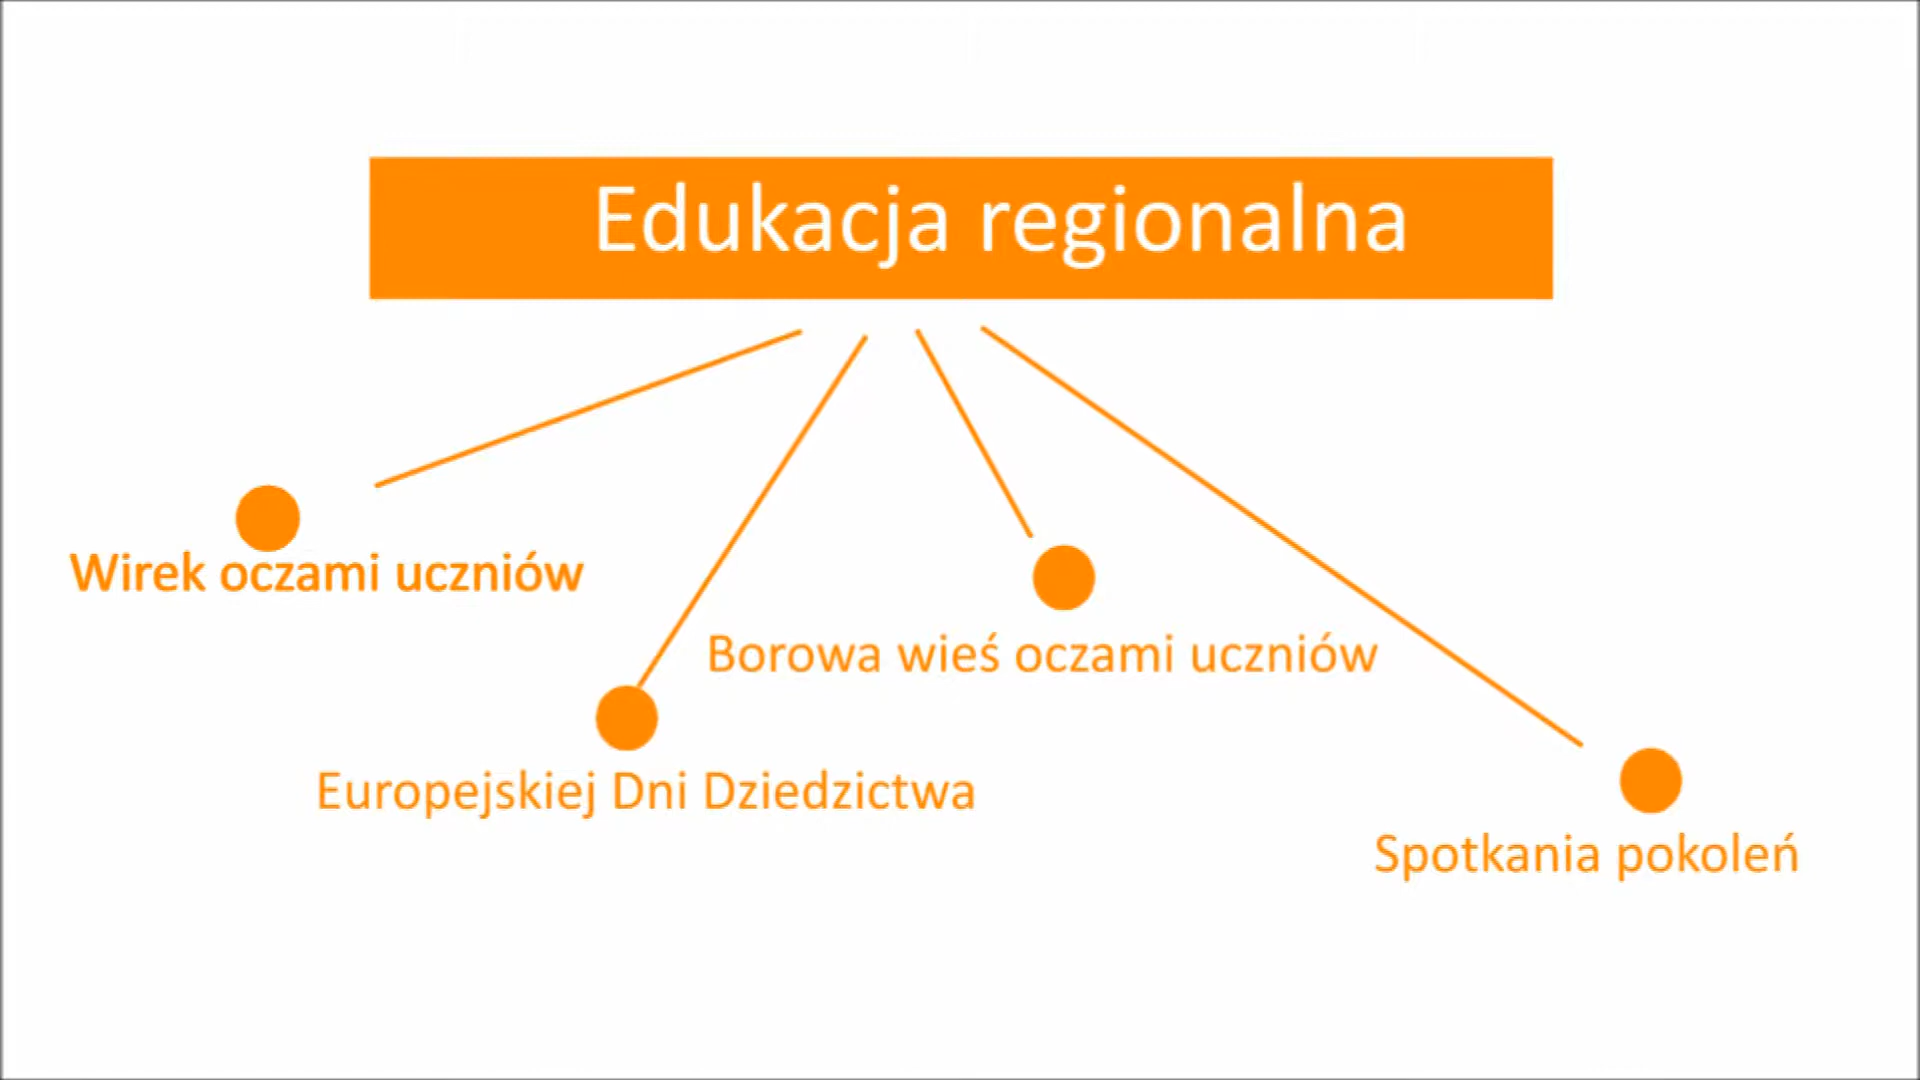 Edukacja regionalna
Wirek oczami uczniów
Borowa wieś oczami uczniów
Europejskiej Dni Dziedzictwa
Spotkania pokoleń